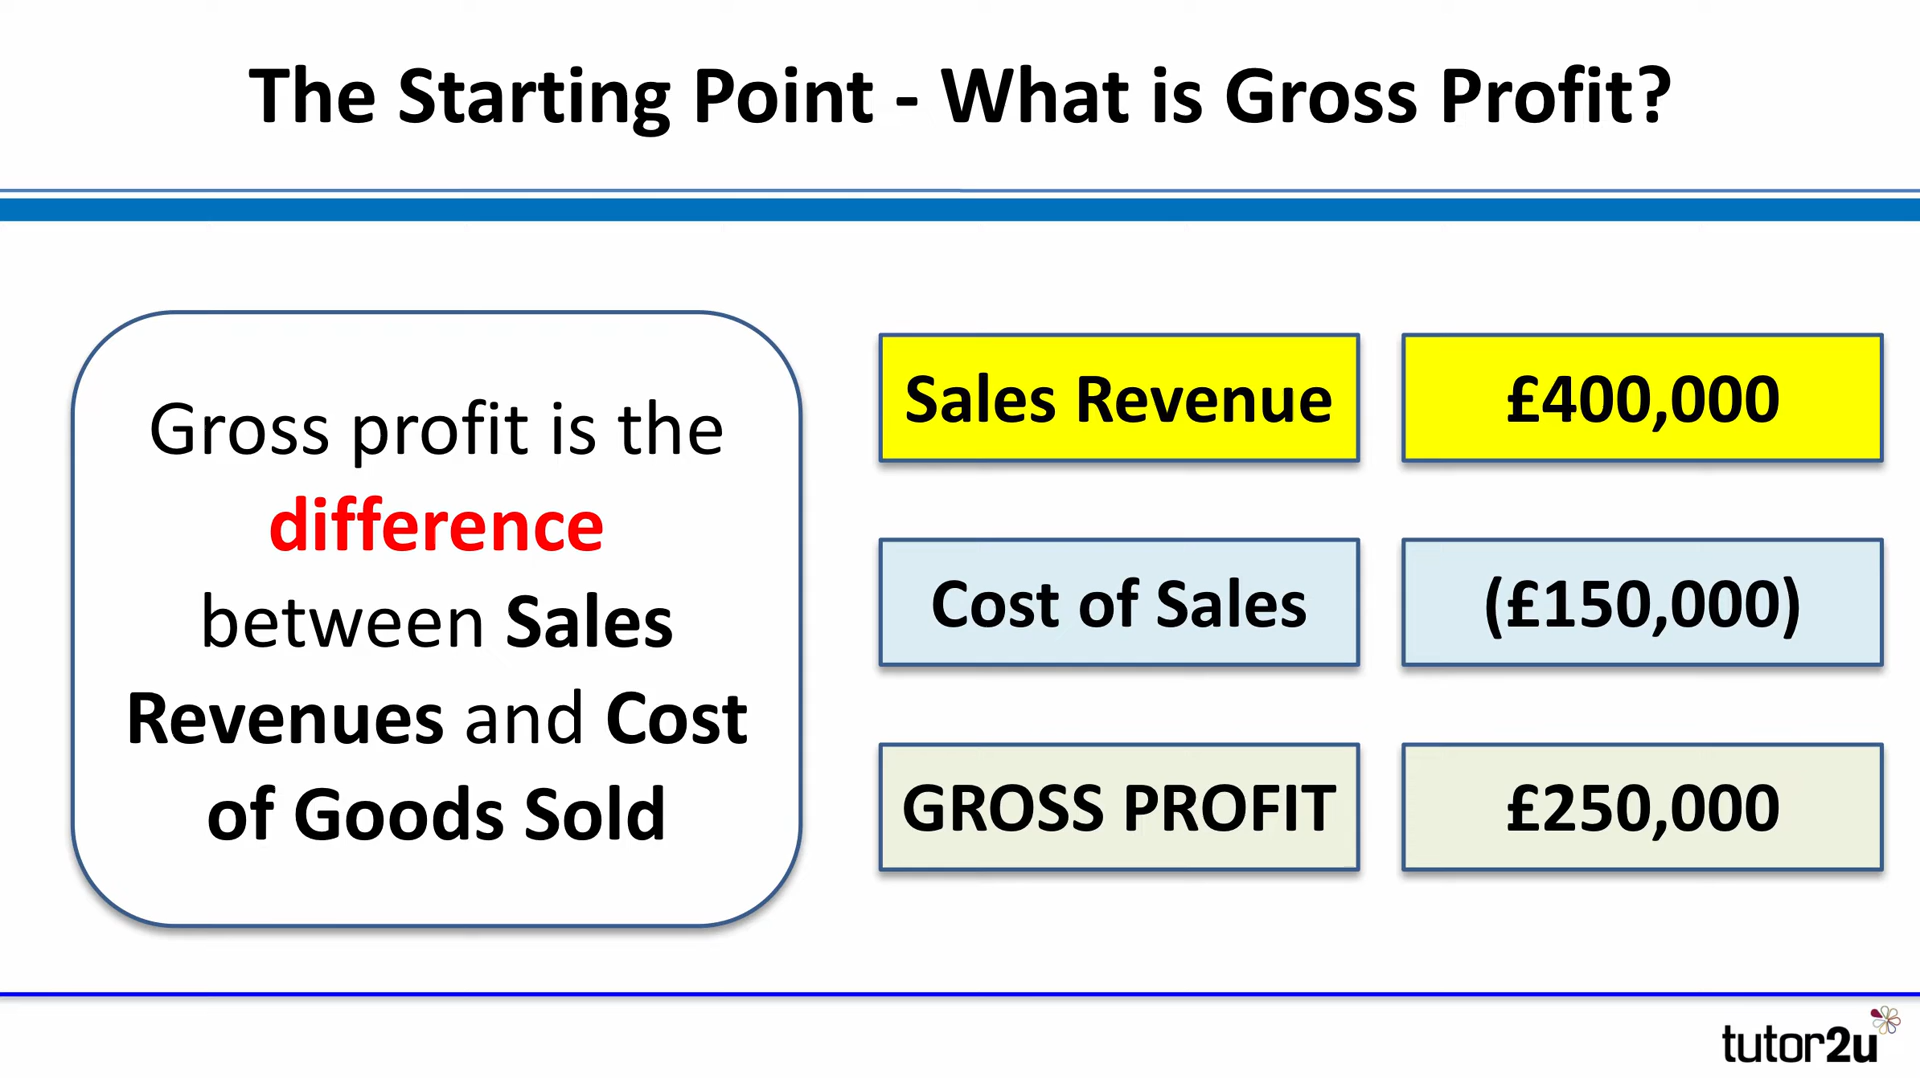 The Starting Point - What is Gross Profit?
Gross profit is the
difference
between Sales
Revenues and Cost
of Goods Sold
Sales Revenue £400,000
Cost of Sales (£150,000)
GROSS PROFIT £250,000
tutor2u